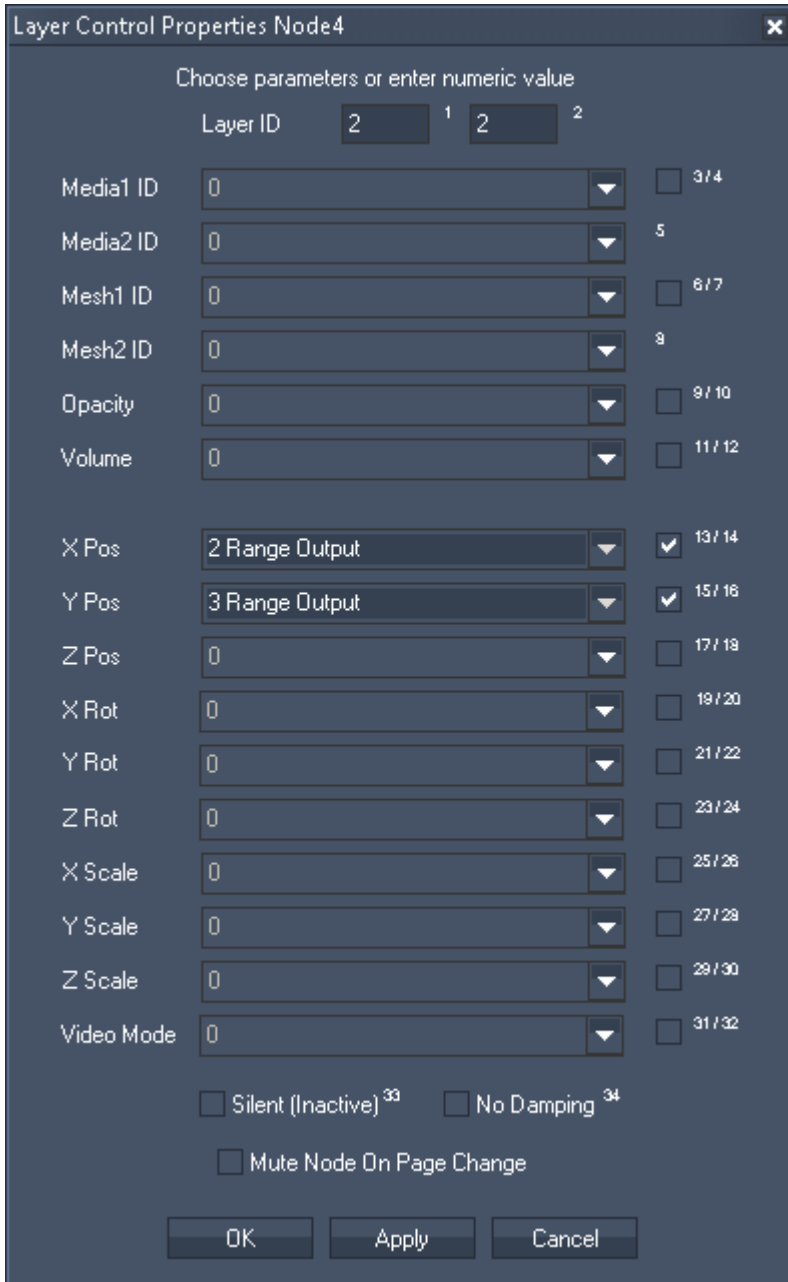 Layer Control Properties Node4
Choose parameters or enter numeric value
Layer ID 2 1 2 2
Media1 ID 0 3/4
Media2 ID 0 5
Mesh1 ID 0 6/7
Mesh2 ID 0 8
Opacity 0 9/10
Volume 0 11/12
X Pos 2 Range Output 13/14
Y Pos 3 Range Output 15/16
Z Pos 0 17/18
X Rot 0 19/20
Y Rot 0 21/22
Z Rot 0 23/24
X Scale 0 25/26
Y Scale 0 27/28
Z Scale 0 29/30
Video Mode 0 31/32
Silent (Inactive) 33 No Damping 34
Mute Node On Page Change
OK Apply Cancel